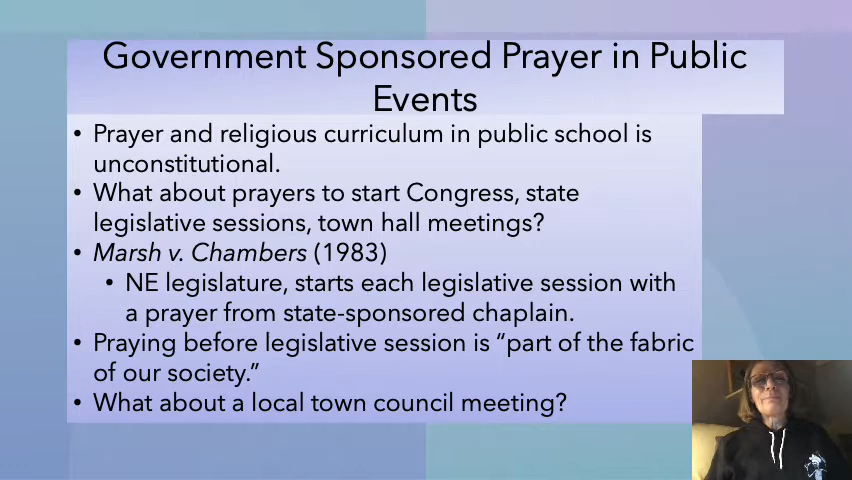 Government Sponsored Prayer in Public
Events
• Prayer and religious curriculum in public school is
unconstitutional.
• What about prayers to start Congress, state
legislative sessions, town hall meetings?
• Marsh v. Chambers (1983)
• NE legislature, starts each legislative session with
a prayer from state-sponsored chaplain.
• Praying before legislative session is “part of the fabric
of our society.”
• What about a local town council meeting?